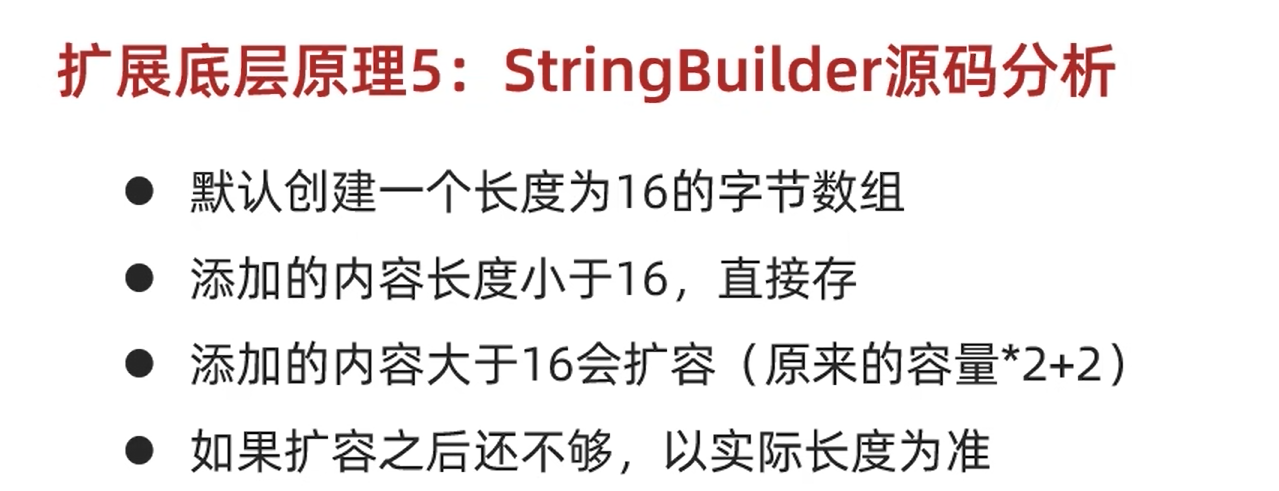 扩展底层原理5：StringBuilder源码分析
● 默认创建一个长度为16的字节数组
● 添加的内容长度小于16，直接存
● 添加的内容大于16会扩容（原来的容量*2+2）
● 如果扩容之后还不够，以实际长度为准